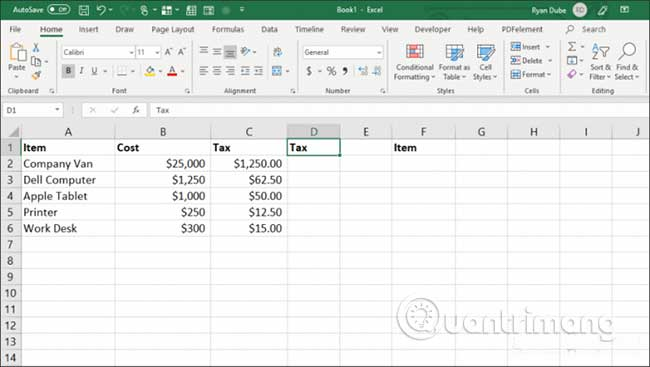 AutoSave Off Book1 - Excel Ryan Dube RD
File Home Insert Draw Page Layout Formulas Data Review View Help Developer PDFelement
Calibri 11 General Insert
Paste B I U $ % Conditional Formatting Format as Table Cell Styles Delete Sort & Filter Find & Select
Format
Clipboard Font Alignment Number Styles Cells Editing
D1 fx Tax
A B C D E F G H I J
1 Item Cost Tax Tax Item
2 Company Van $25,000 $1,250.00
3 Dell Computer $1,250 $62.50
4 Apple Tablet $1,000 $50.00
5 Printer $250 $12.50
6 Work Desk $300 $15.00
7
8
9
10
11
12
13
14
Quantrimang